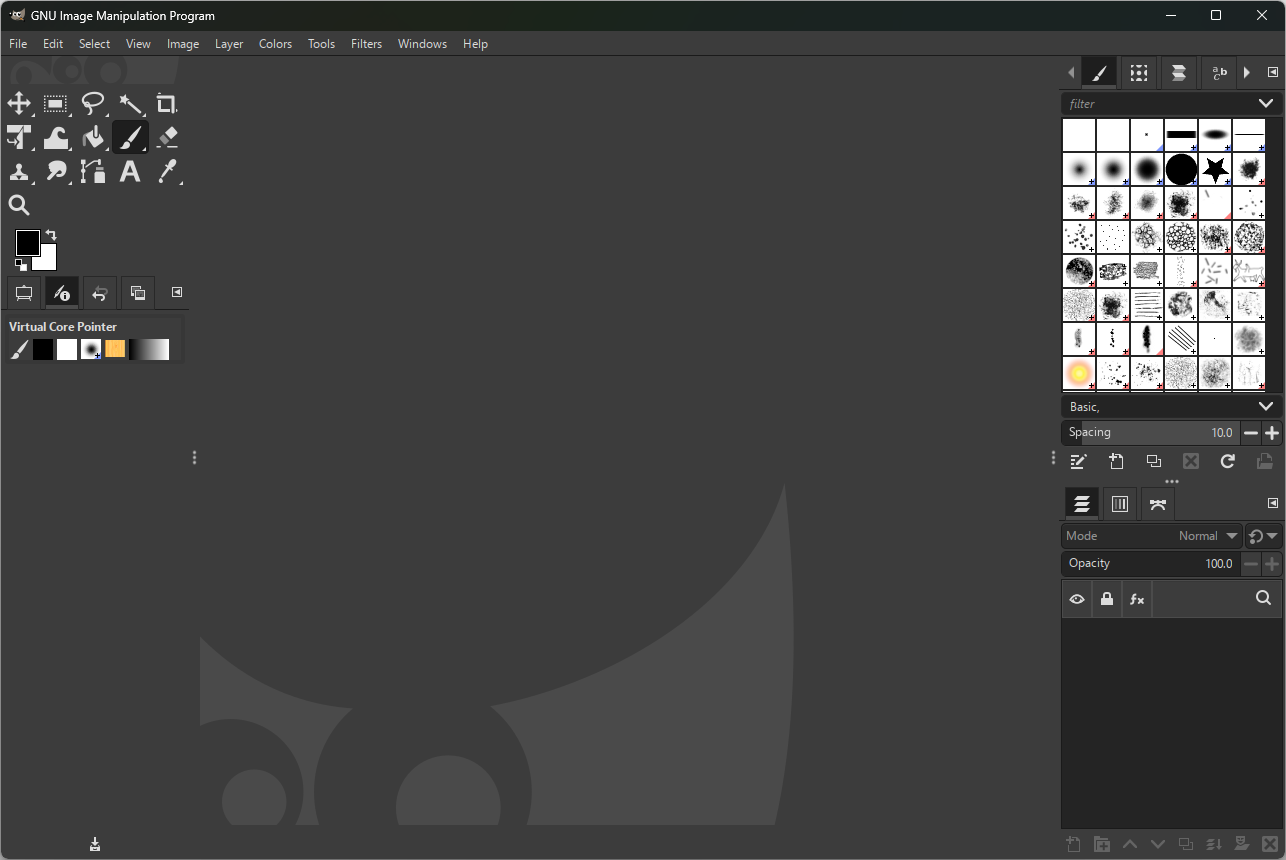 GNU Image Manipulation Program
File Edit Select View Image Layer Colors Tools Filters Windows Help
filter
Virtual Core Pointer
Basic,
Spacing 10.0
Mode Normal
Opacity 100.0
fx